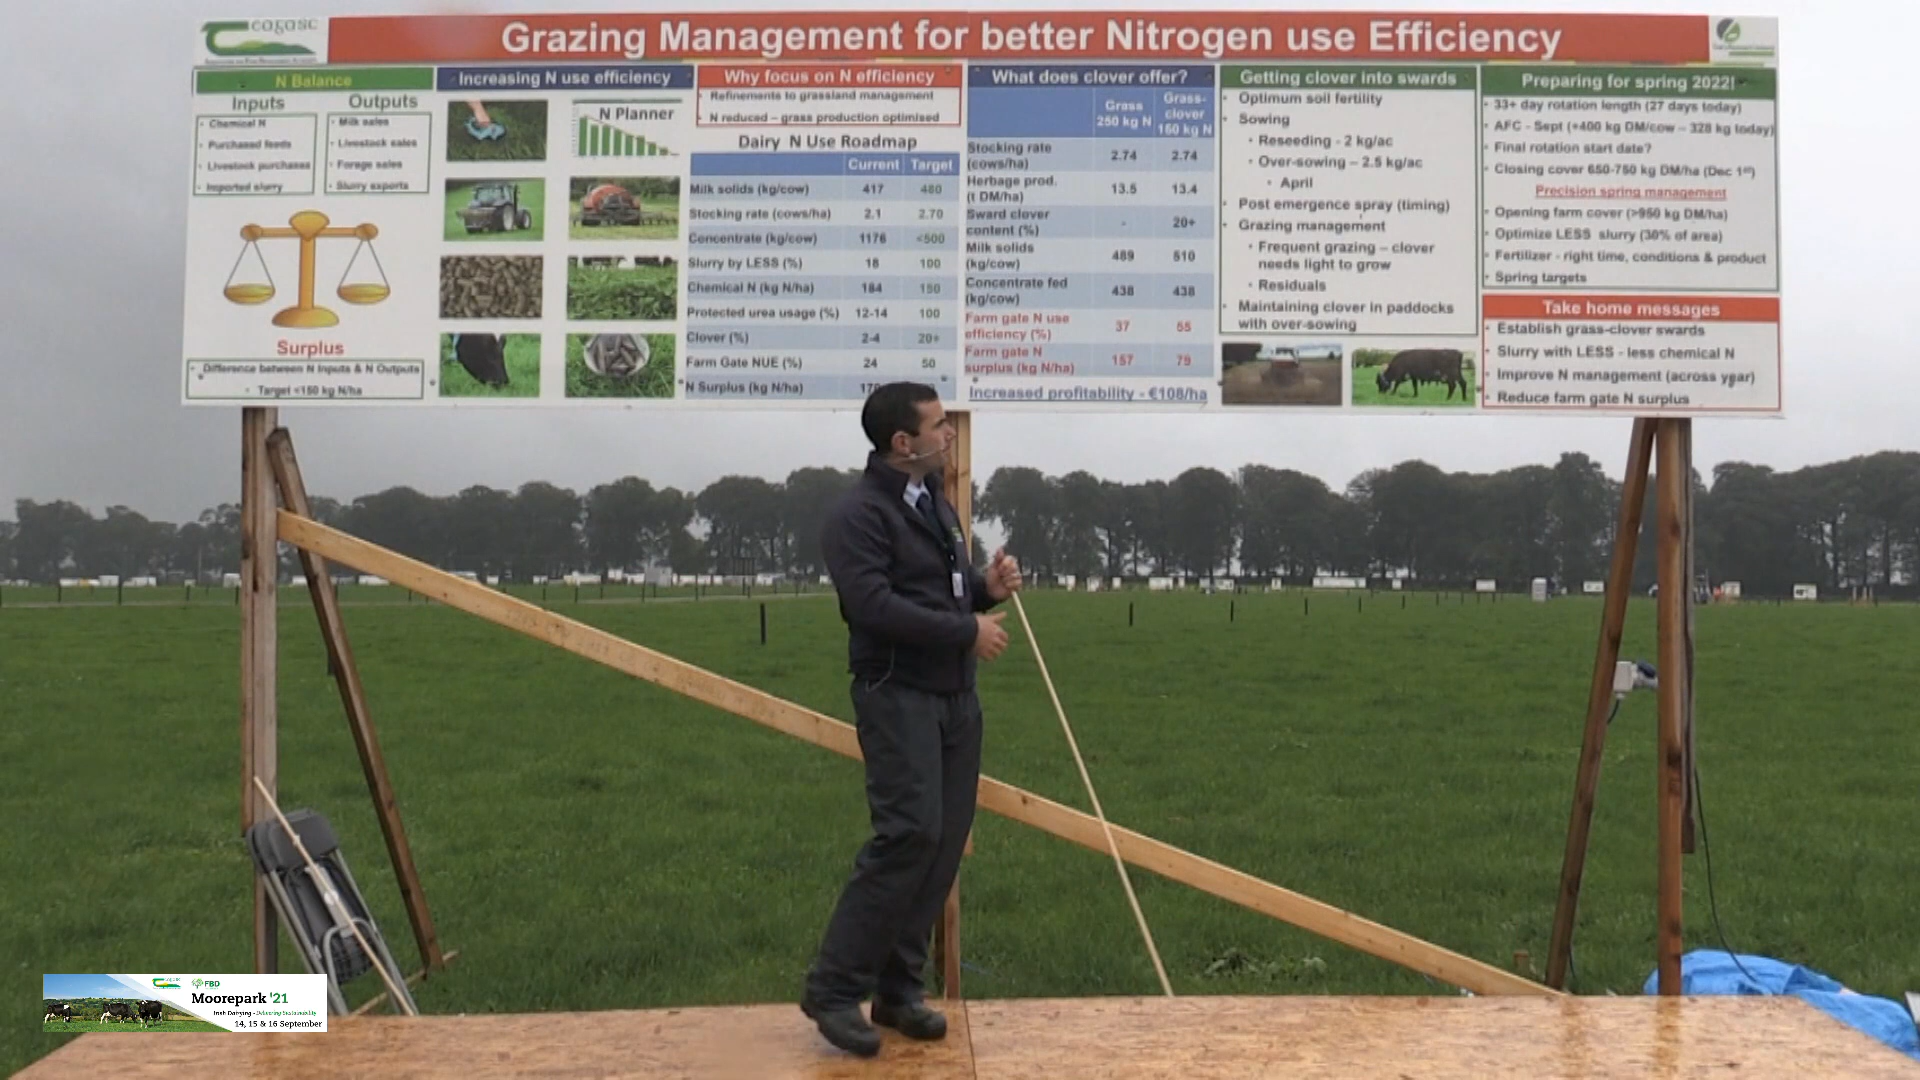 teagasc
Grazing Management for better Nitrogen use Efficiency
N Balance
Inputs
Chemical N
Purchased feeds
Livestock purchases
Imported slurry
Outputs
Milk sales
Livestock sales
Forage sales
Slurry exports
Surplus
Difference between N Inputs & N Outputs
Target <150 kg N/ha
Increasing N use efficiency
N Planner
Why focus on N efficiency
Refinements to grassland management
N reduced – grass production optimised
Dairy N Use Roadmap
Current Target
Milk solids (kg/cow) 417 480
Stocking rate (cows/ha) 2.1 2.70
Concentrate (kg/cow) 1176 <500
Slurry by LESS (%) 18 100
Chemical N (kg N/ha) 184 150
Protected urea usage (%) 12-14 100
Clover (%) 2-4 20+
Farm Gate NUE (%) 24 50
N Surplus (kg N/ha)
What does clover offer?
Grass 250 kg N
Grass-clover 150 kg N
Stocking rate (cows/ha) 2.74 2.74
Herbage prod. (t DM/ha) 13.5 13.4
Sward clover content (%) - 20+
Milk solids (kg/cow) 489 510
Concentrate fed (kg/cow) 438 438
Farm gate N use efficiency (%) 37 55
Farm gate N surplus (kg N/ha) 157 79
Increased profitability - €108/ha
Getting clover into swards
Optimum soil fertility
Sowing
Reseeding - 2 kg/ac
Over-sowing – 2.5 kg/ac
April
Post emergence spray (timing)
Grazing management
Frequent grazing – clover
needs light to grow
Residuals
Maintaining clover in paddocks
with over-sowing
Preparing for spring 2022!
33+ day rotation length (27 days today)
AFC - Sept (+400 kg DM/cow – 328 kg today)
Final rotation start date?
Closing cover 650-750 kg DM/ha (Dec 1st)
Precision spring management
Opening farm cover (>950 kg DM/ha)
Optimize LESS slurry (30% of area)
Fertilizer - right time, conditions & product
Spring targets
Take home messages
Establish grass-clover swards
Slurry with LESS - less chemical N
Improve N management (across year)
Reduce farm gate N surplus
FBD
Moorepark '21
Irish Dairying - Delivering Sustainability
14, 15 & 16 September